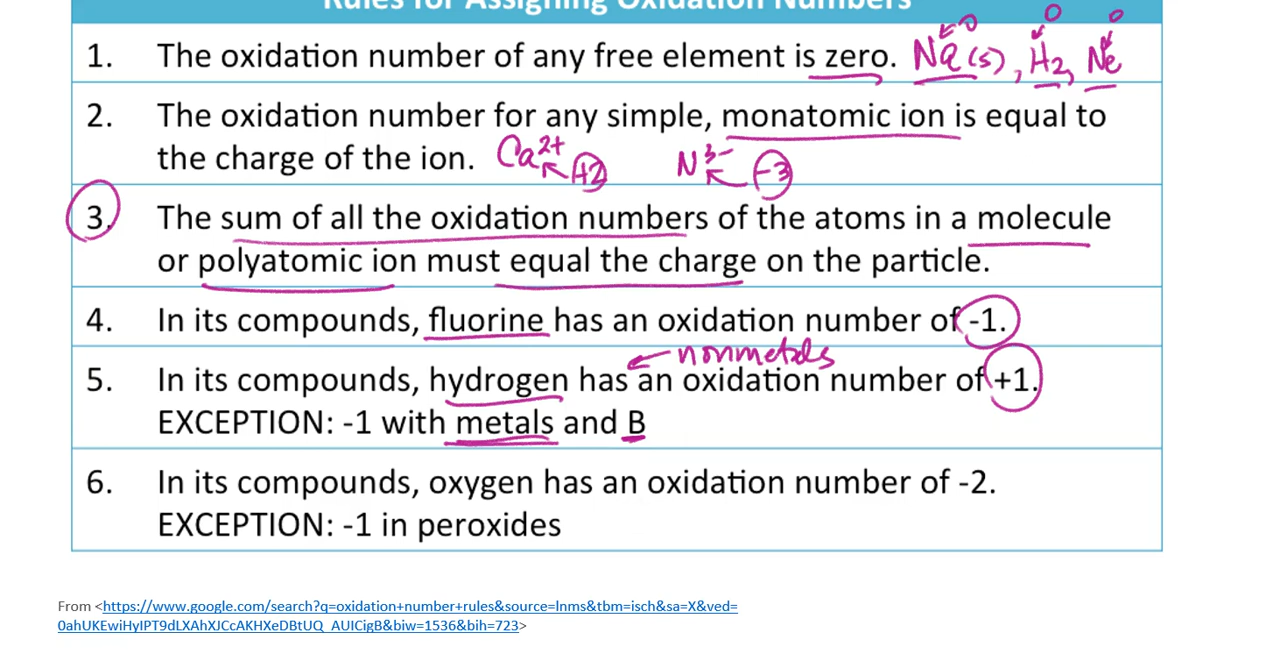 Rules for Assigning Oxidation Numbers
0 0 0
1. The oxidation number of any free element is zero. Na(s), H2, Ne
2. The oxidation number for any simple, monatomic ion is equal to
the charge of the ion. Ca2+ +2 N3- -3
3. The sum of all the oxidation numbers of the atoms in a molecule
or polyatomic ion must equal the charge on the particle.
4. In its compounds, fluorine has an oxidation number of -1.
nonmetals
5. In its compounds, hydrogen has an oxidation number of +1.
EXCEPTION: -1 with metals and B
6. In its compounds, oxygen has an oxidation number of -2.
EXCEPTION: -1 in peroxides
From <https://www.google.com/search?q=oxidation+number+rules&source=lnms&tbm=isch&sa=X&ved=
0ahUKEwiHyIPT9dLXAhXJCcAKHXeDBtUQ_AUICigB&biw=1536&bih=723>